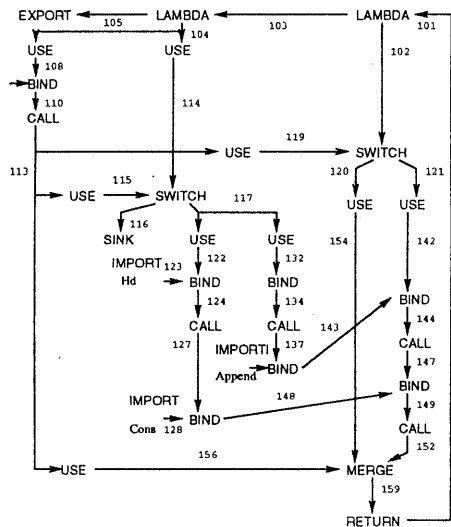 EXPORT LAMBDA LAMBDA
105 104 103 101
USE USE 102
108
BIND
110
CALL 114
119
USE SWITCH
113 120 121
115
USE SWITCH
117 USE USE
116
SINK USE USE 154 142
IMPORT 123 122 132
Hd BIND BIND BIND
124 134 144
143
CALL CALL CALL
127 IMPORTI 137 147
Append BIND BIND
IMPORT 148 149
Cons 128 BIND CALL
152
156
USE MERGE
159
RETURN